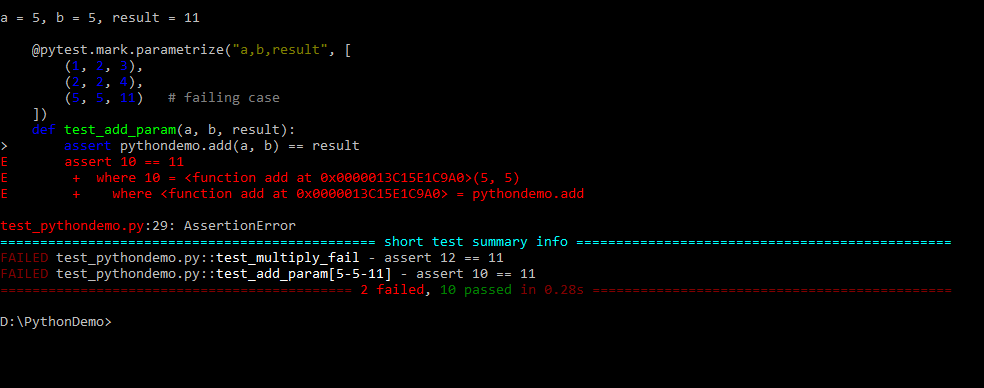 a = 5, b = 5, result = 11
@pytest.mark.parametrize("a,b,result", [
(1, 2, 3),
(2, 2, 4),
(5, 5, 11)   # failing case
])
def test_add_param(a, b, result):
>       assert pythondemo.add(a, b) == result
E       assert 10 == 11
E        +  where 10 = <function add at 0x0000013C15E1C9A0>(5, 5)
E        +    where <function add at 0x0000013C15E1C9A0> = pythondemo.add
test_pythondemo.py:29: AssertionError
=============================================== short test summary info ===============================================
FAILED test_pythondemo.py::test_multiply_fail - assert 12 == 11
FAILED test_pythondemo.py::test_add_param[5-5-11] - assert 10 == 11
============================================ 2 failed, 10 passed in 0.28s =============================================
D:\PythonDemo>